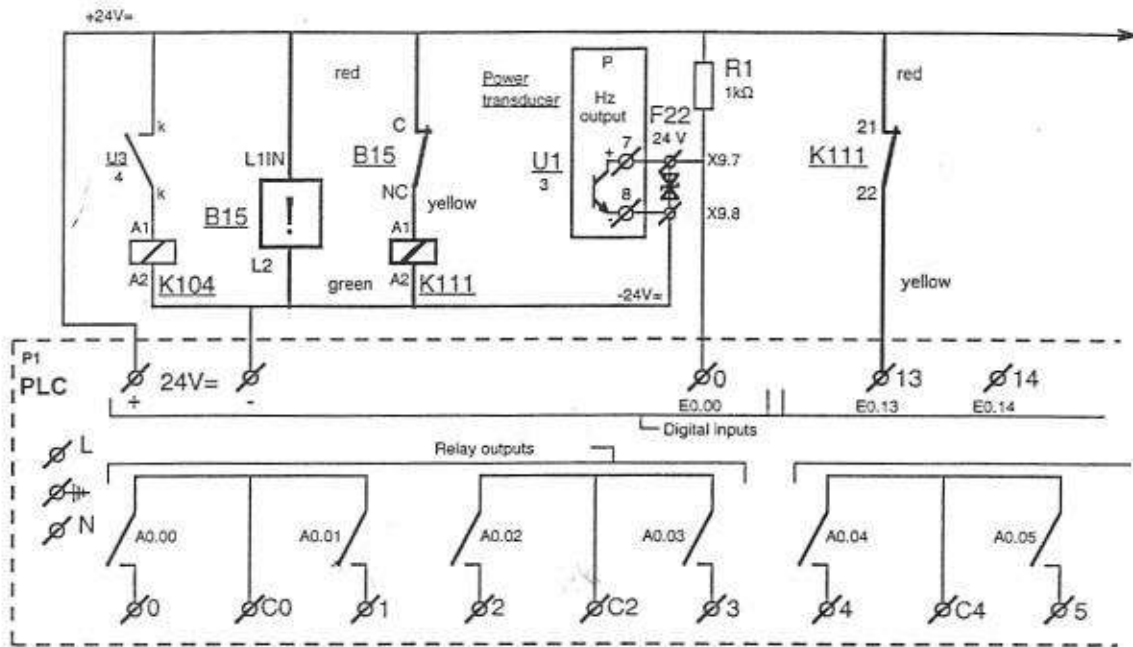 +24V=
k
U3
4
k
A1
A2
K104
L1IN
B15
L2
red
green
C
B15
NC
yellow
A1
A2
K111
Power
transducer
P
Hz
output
U1
3
+ 7
- 8
F22
24 V
R1
1kΩ
X9.7
X9.8
-24V=
red
21
K111
22
yellow
P1
PLC
24V=
+
-
0
E0.00
13
E0.13
14
E0.14
Digital inputs
Relay outputs
L
N
A0.00
A0.01
A0.02
A0.03
A0.04
A0.05
0
C0
1
2
C2
3
4
C4
5
!